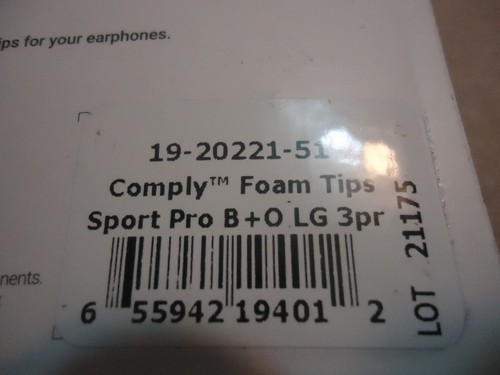 ips for your earphones.
19-20221-51
Comply™ Foam Tips
Sport Pro B+O LG 3pr
6 55942 19401 2
LOT 21175
nents.